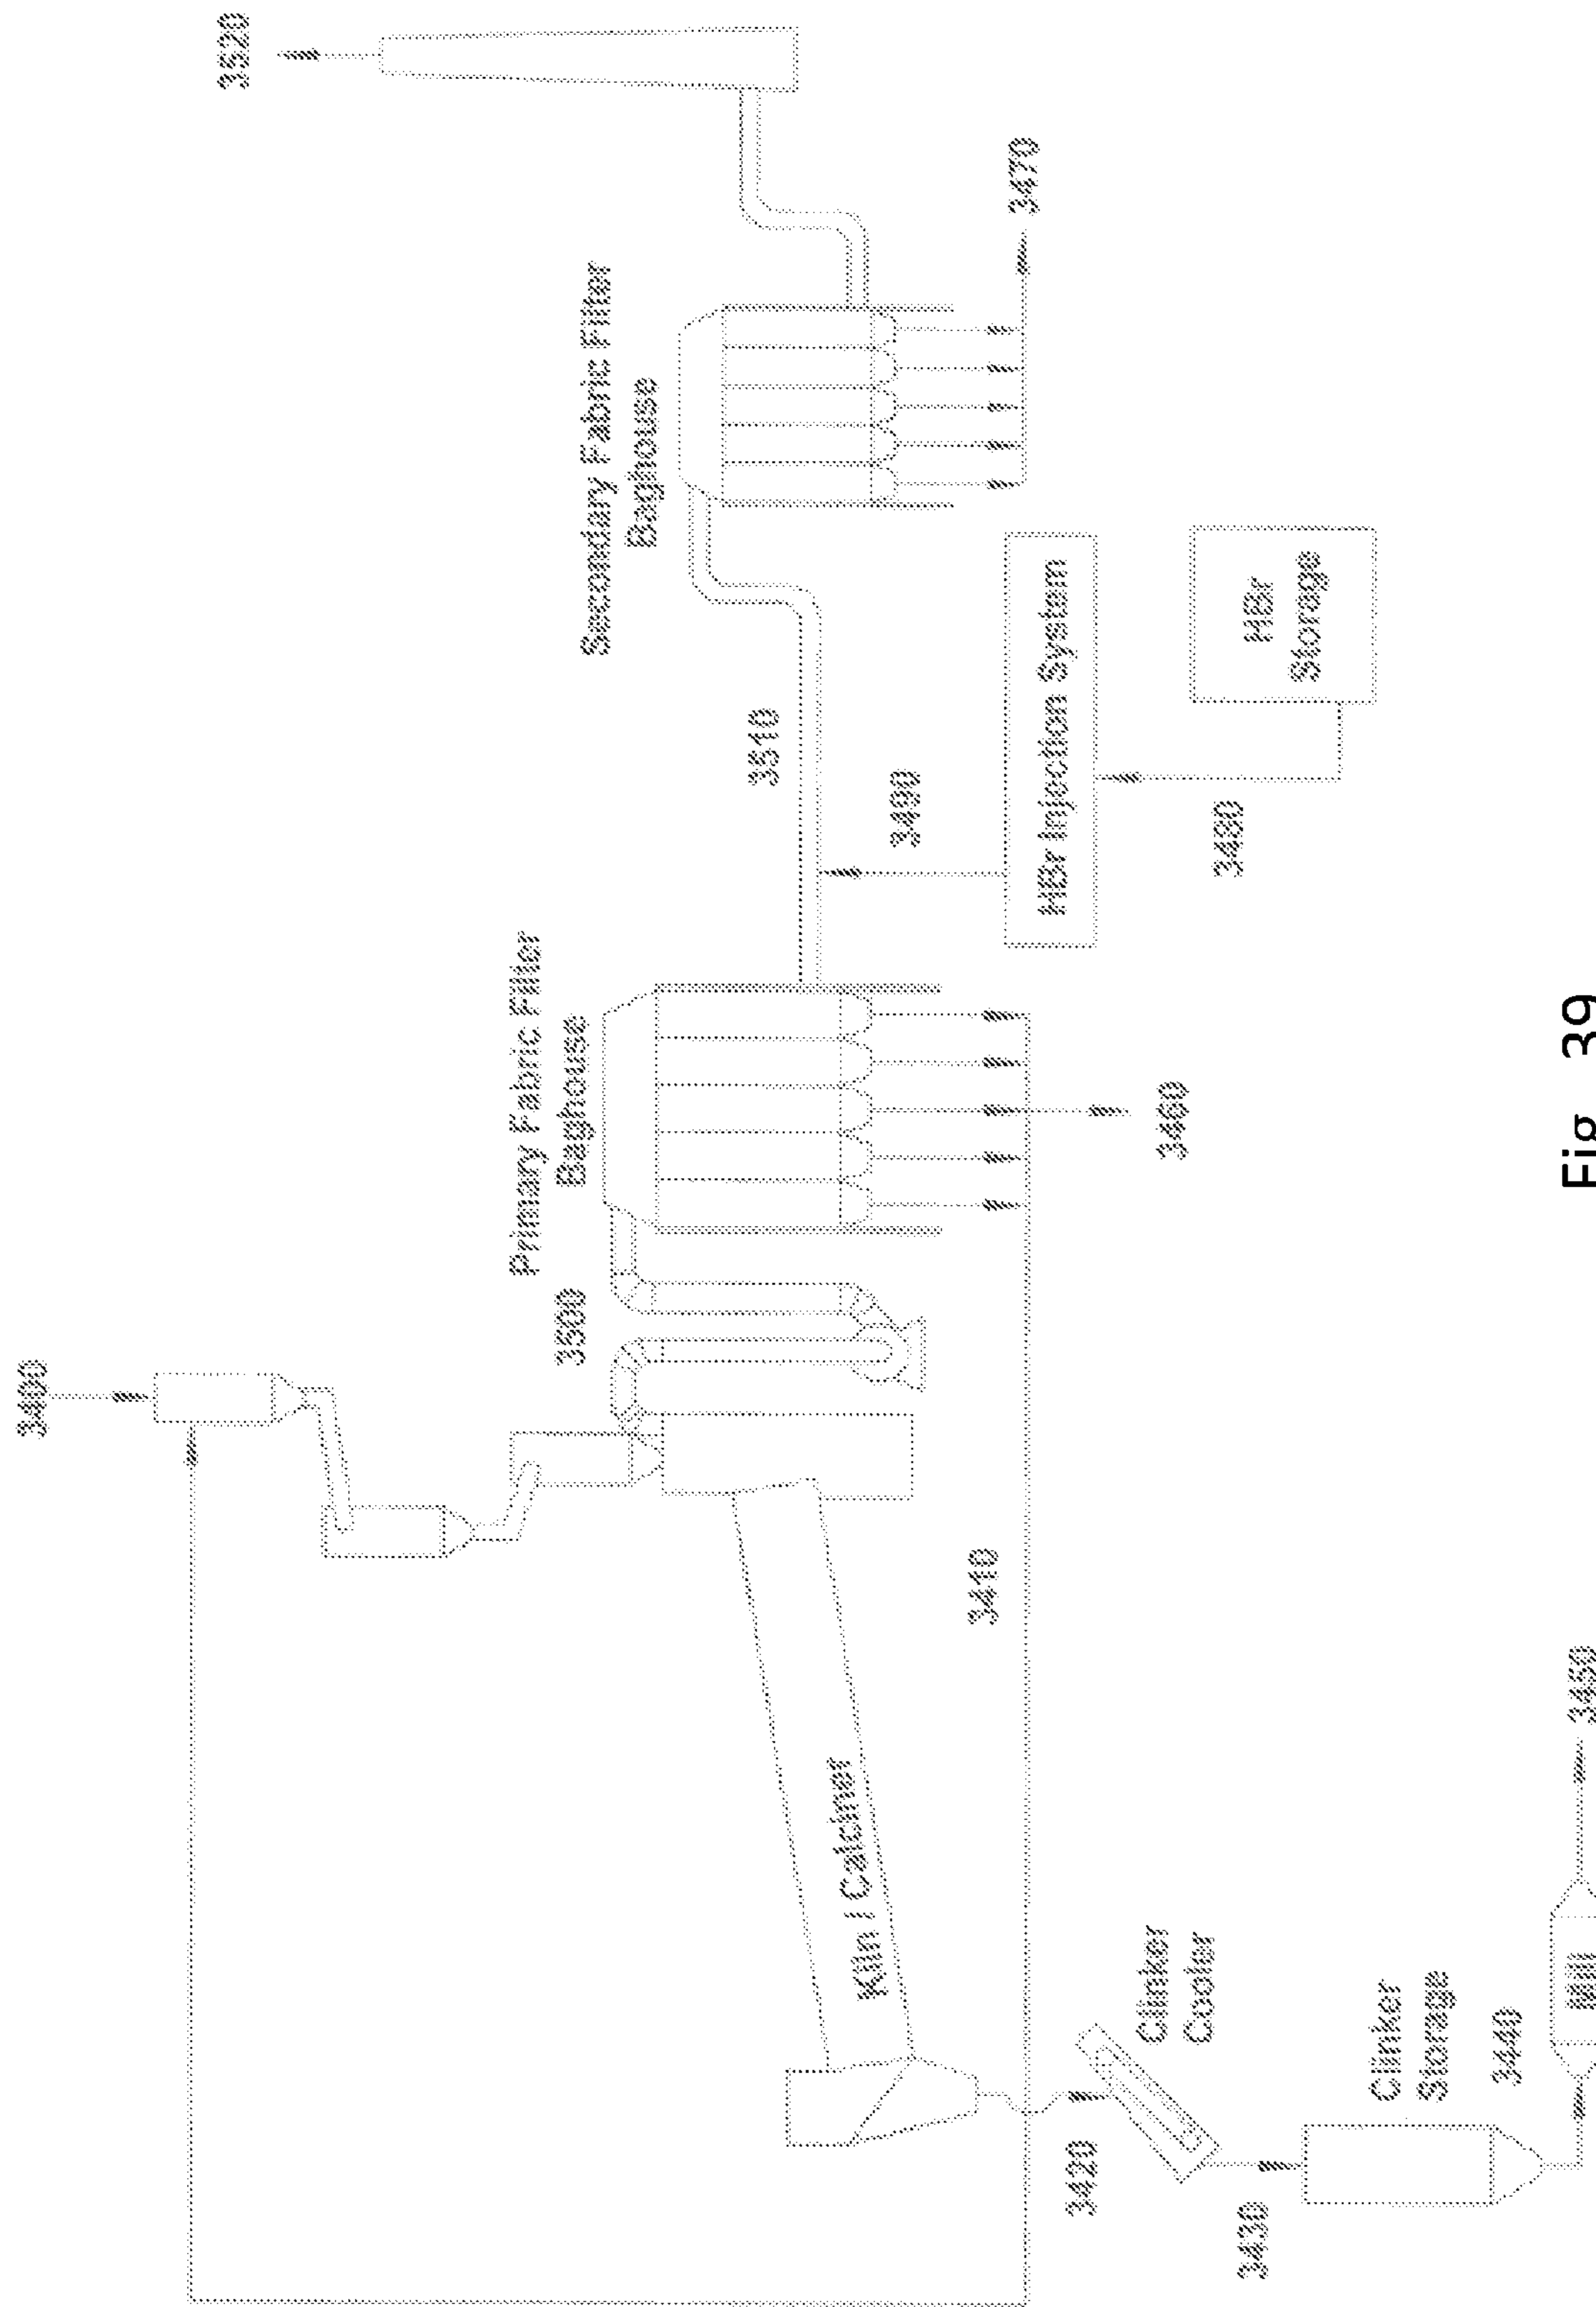 3400
3500
Primary Fabric Filter
Baghouse
3510
Secondary Fabric Filter
Baghouse
3520
Kiln / Calciner
3410
3460
3490
HBr Injection System
3480
HBr
Storage
3470
3420
Clinker
Cooler
3430
Clinker
Storage
3440
Mill
3450
Fig. 39